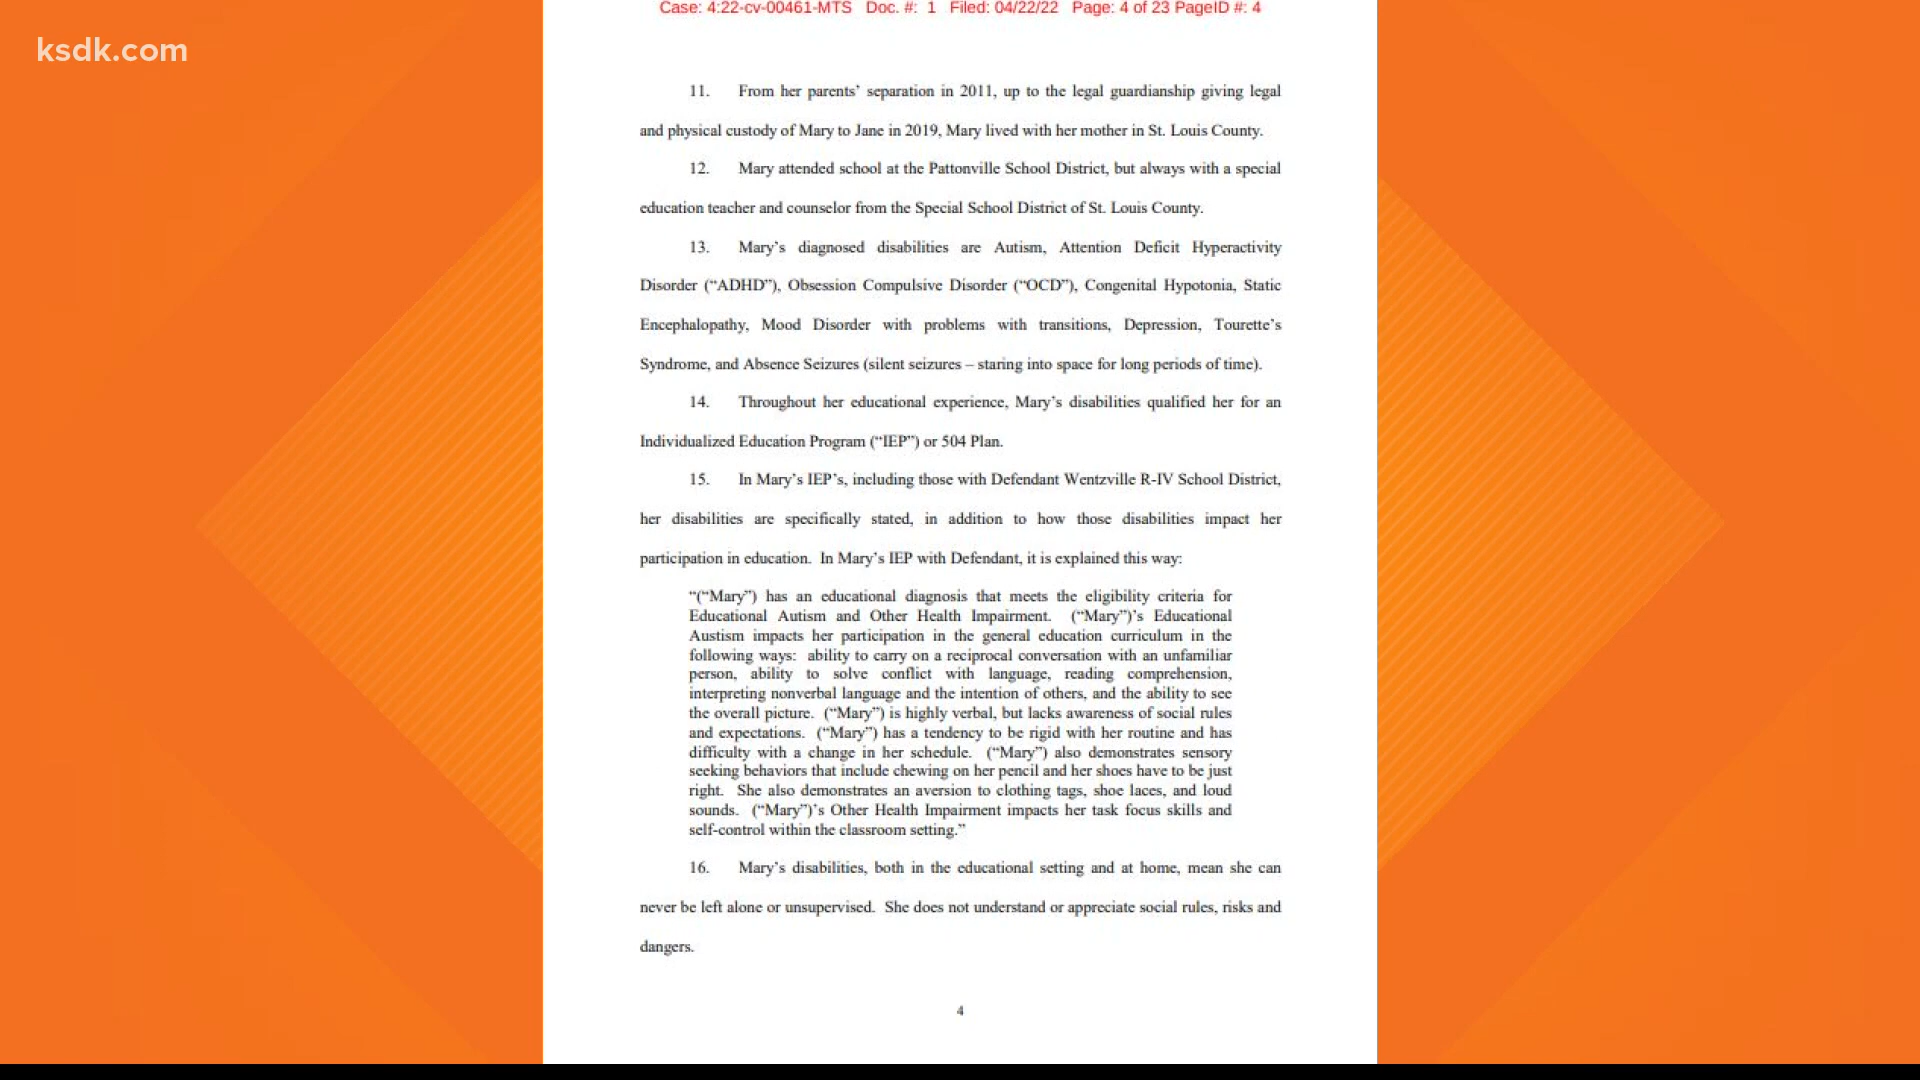 Case: 4:22-cv-00461-MTS Doc. #: 1 Filed: 04/22/22 Page: 4 of 23 PageID #: 4
ksdk.com
11. From her parents’ separation in 2011, up to the legal guardianship giving legal
and physical custody of Mary to Jane in 2019, Mary lived with her mother in St. Louis County.
12. Mary attended school at the Pattonville School District, but always with a special
education teacher and counselor from the Special School District of St. Louis County.
13. Mary’s diagnosed disabilities are Autism, Attention Deficit Hyperactivity
Disorder (“ADHD”), Obsession Compulsive Disorder (“OCD”), Congenital Hypotonia, Static
Encephalopathy, Mood Disorder with problems with transitions, Depression, Tourette’s
Syndrome, and Absence Seizures (silent seizures – staring into space for long periods of time).
14. Throughout her educational experience, Mary’s disabilities qualified her for an
Individualized Education Program (“IEP”) or 504 Plan.
15. In Mary’s IEP’s, including those with Defendant Wentzville R-IV School District,
her disabilities are specifically stated, in addition to how those disabilities impact her
participation in education. In Mary’s IEP with Defendant, it is explained this way:
“(“Mary”) has an educational diagnosis that meets the eligibility criteria for
Educational Autism and Other Health Impairment. (“Mary”)’s Educational
Austism impacts her participation in the general education curriculum in the
following ways: ability to carry on a reciprocal conversation with an unfamiliar
person, ability to solve conflict with language, reading comprehension,
interpreting nonverbal language and the intention of others, and the ability to see
the overall picture. (“Mary”) is highly verbal, but lacks awareness of social rules
and expectations. (“Mary”) has a tendency to be rigid with her routine and has
difficulty with a change in her schedule. (“Mary”) also demonstrates sensory
seeking behaviors that include chewing on her pencil and her shoes have to be just
right. She also demonstrates an aversion to clothing tags, shoe laces, and loud
sounds. (“Mary”)’s Other Health Impairment impacts her task focus skills and
self-control within the classroom setting.”
16. Mary’s disabilities, both in the educational setting and at home, mean she can
never be left alone or unsupervised. She does not understand or appreciate social rules, risks and
dangers.
4